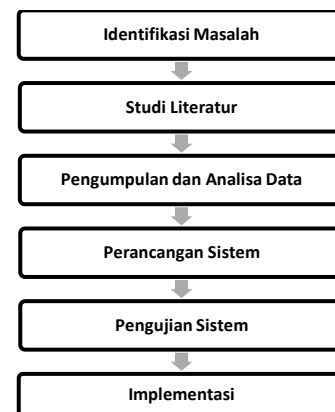 Identifikasi Masalah
Studi Literatur
Pengumpulan dan Analisa Data
Perancangan Sistem
Pengujian Sistem
Implementasi